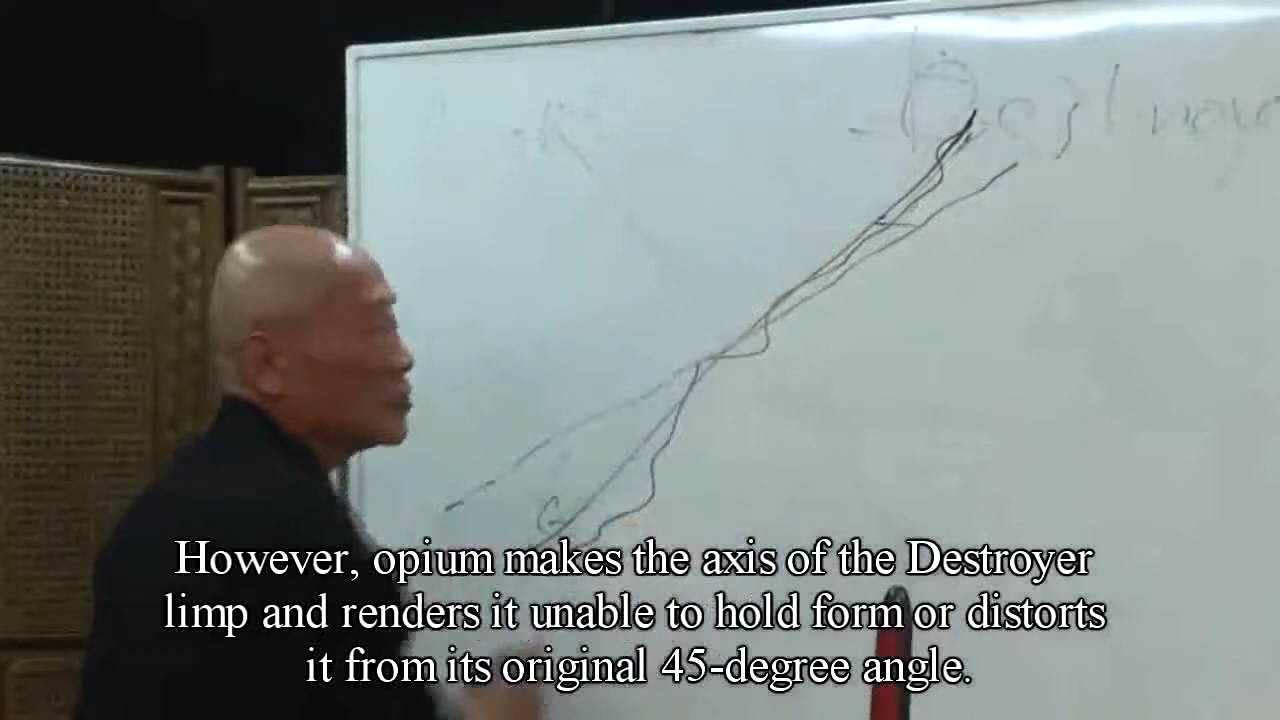 However, opium makes the axis of the Destroyer
limp and renders it unable to hold form or distorts
it from its original 45-degree angle.